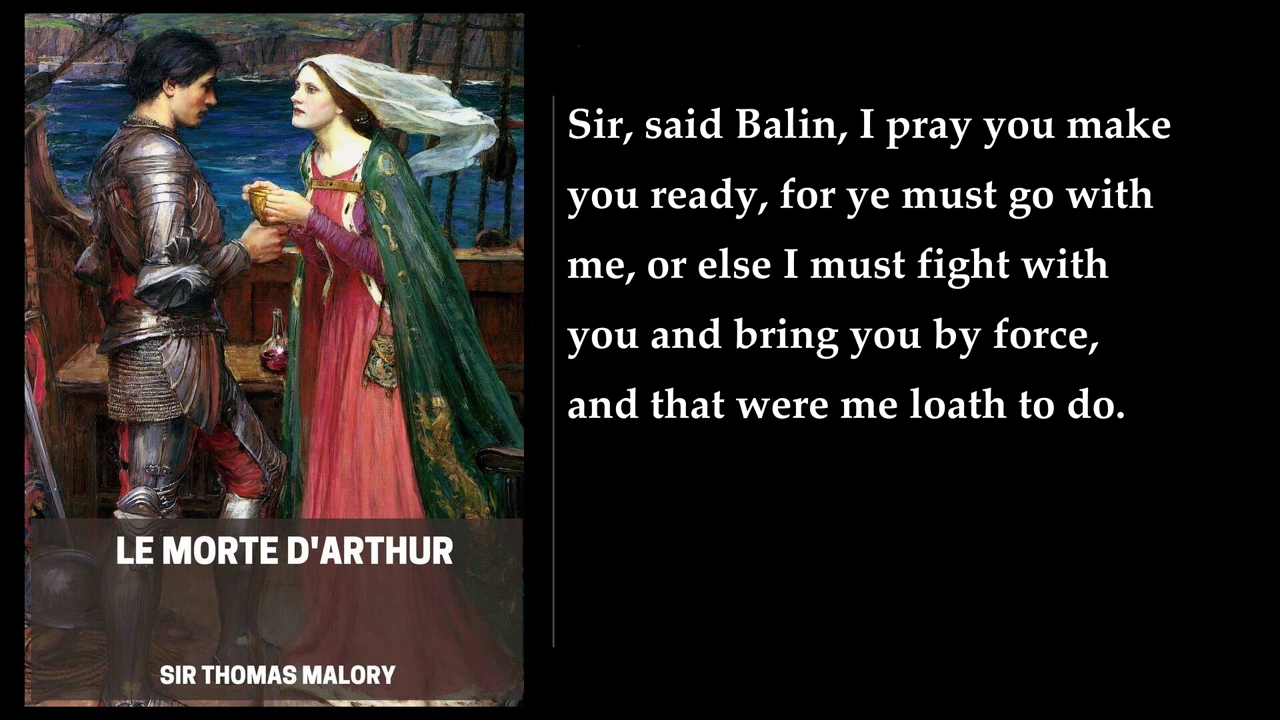 LE MORTE D'ARTHUR
SIR THOMAS MALORY
Sir, said Balin, I pray you make
you ready, for ye must go with
me, or else I must fight with
you and bring you by force,
and that were me loath to do.